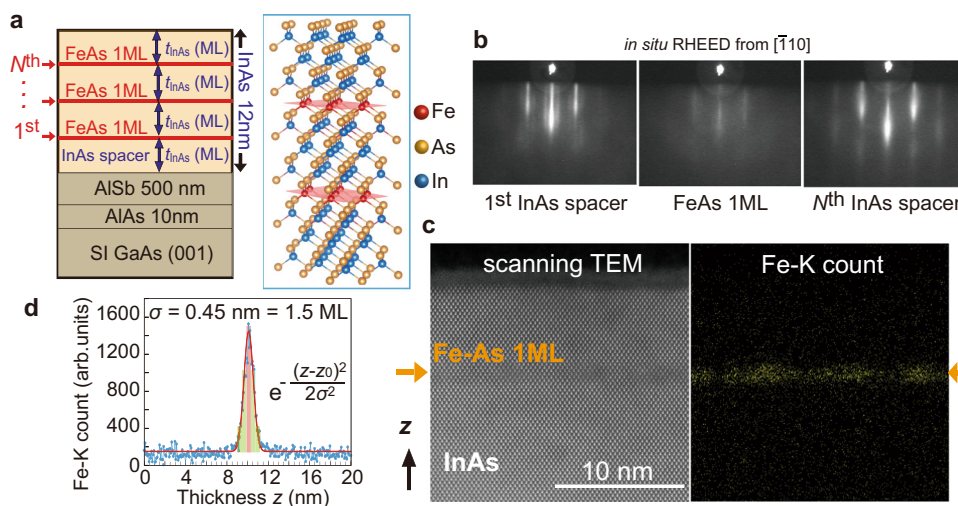 a
Nth
1st
FeAs 1ML
FeAs 1ML
FeAs 1ML
InAs spacer
tInAs (ML)
tInAs (ML)
tInAs (ML)
tInAs (ML)
InAs 12nm
AlSb 500 nm
AlAs 10nm
SI GaAs (001)
Fe
As
In
b
in situ RHEED from [1̅10]
1st InAs spacer
FeAs 1ML
Nth InAs spacer
c
scanning TEM
Fe-K count
Fe-As 1ML
z
InAs
10 nm
d
Fe-K count (arb.units)
1600
1200
800
400
0
σ = 0.45 nm = 1.5 ML
e-(z-z0)2
2σ2
0 4 8 12 16 20
Thickness z (nm)